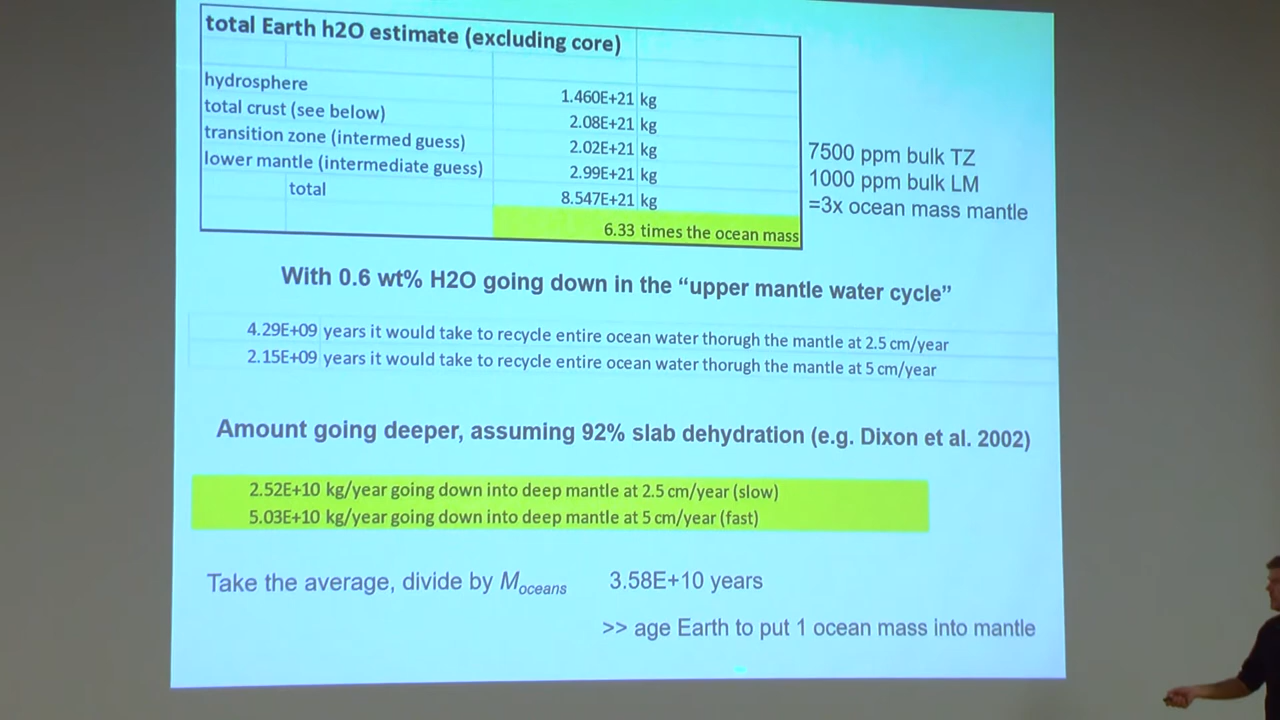 total Earth h2O estimate (excluding core)
hydrosphere 1.460E+21 kg
total crust (see below) 2.08E+21 kg
transition zone (intermed guess) 2.02E+21 kg
lower mantle (intermediate guess) 2.99E+21 kg
total 8.547E+21 kg
6.33 times the ocean mass
7500 ppm bulk TZ
1000 ppm bulk LM
=3x ocean mass mantle
With 0.6 wt% H2O going down in the “upper mantle water cycle”
4.29E+09 years it would take to recycle entire ocean water thorugh the mantle at 2.5 cm/year
2.15E+09 years it would take to recycle entire ocean water thorugh the mantle at 5 cm/year
Amount going deeper, assuming 92% slab dehydration (e.g. Dixon et al. 2002)
2.52E+10 kg/year going down into deep mantle at 2.5 cm/year (slow)
5.03E+10 kg/year going down into deep mantle at 5 cm/year (fast)
Take the average, divide by Moceans 3.58E+10 years
>> age Earth to put 1 ocean mass into mantle